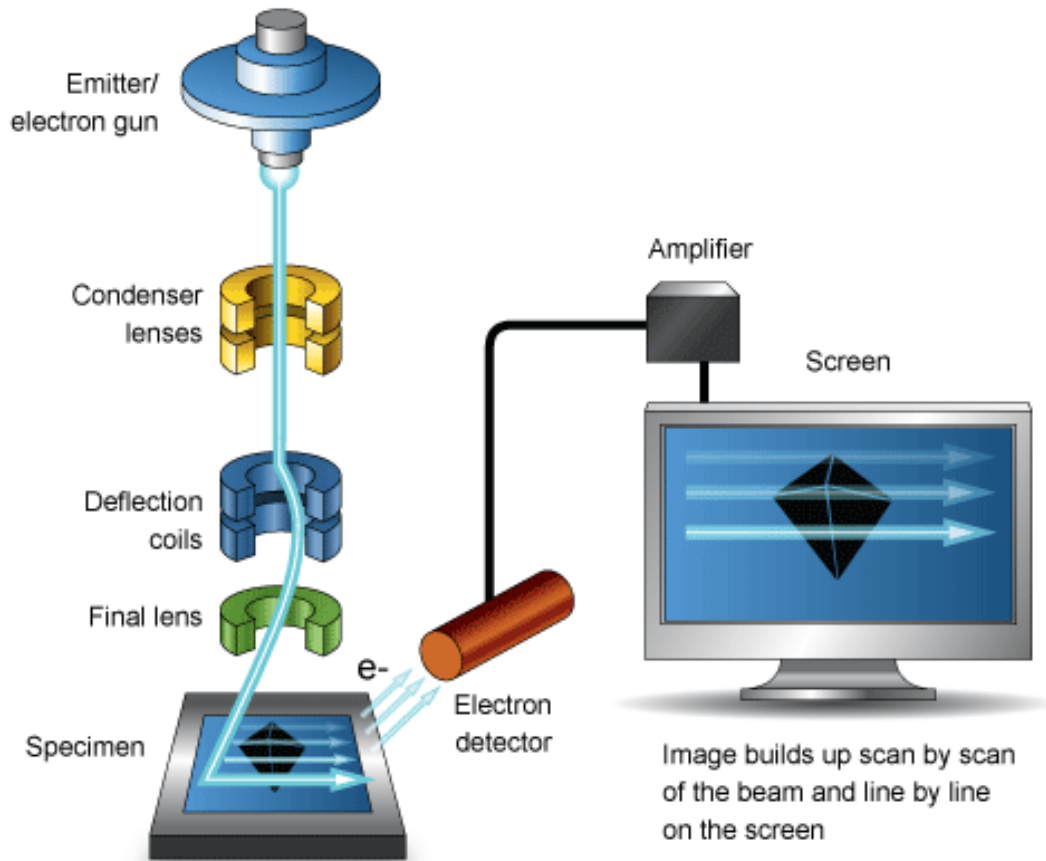 Emitter/
electron gun
Condenser
lenses
Deflection
coils
Final lens
Specimen
e-
Electron
detector
Amplifier
Screen
Image builds up scan by scan
of the beam and line by line
on the screen